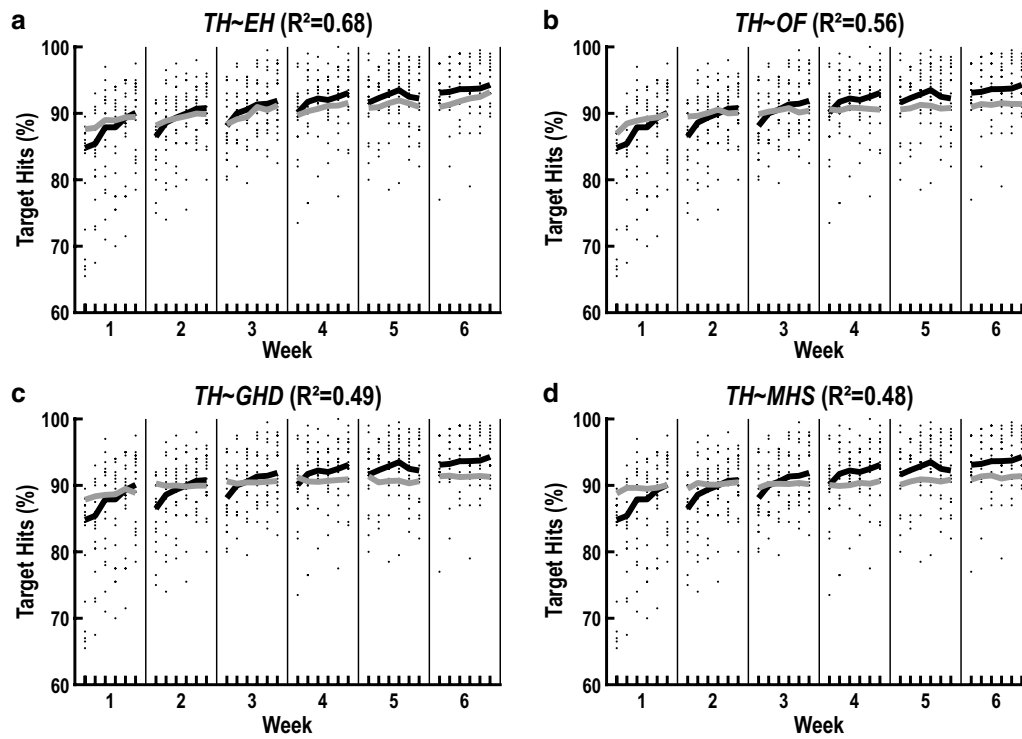 a
TH~EH (R²=0.68)
Target Hits (%)
100
90
80
70
60
1 2 3 4 5 6
Week
b
TH~OF (R²=0.56)
Target Hits (%)
100
90
80
70
60
1 2 3 4 5 6
Week
c
TH~GHD (R²=0.49)
Target Hits (%)
100
90
80
70
60
1 2 3 4 5 6
Week
d
TH~MHS (R²=0.48)
Target Hits (%)
100
90
80
70
60
1 2 3 4 5 6
Week